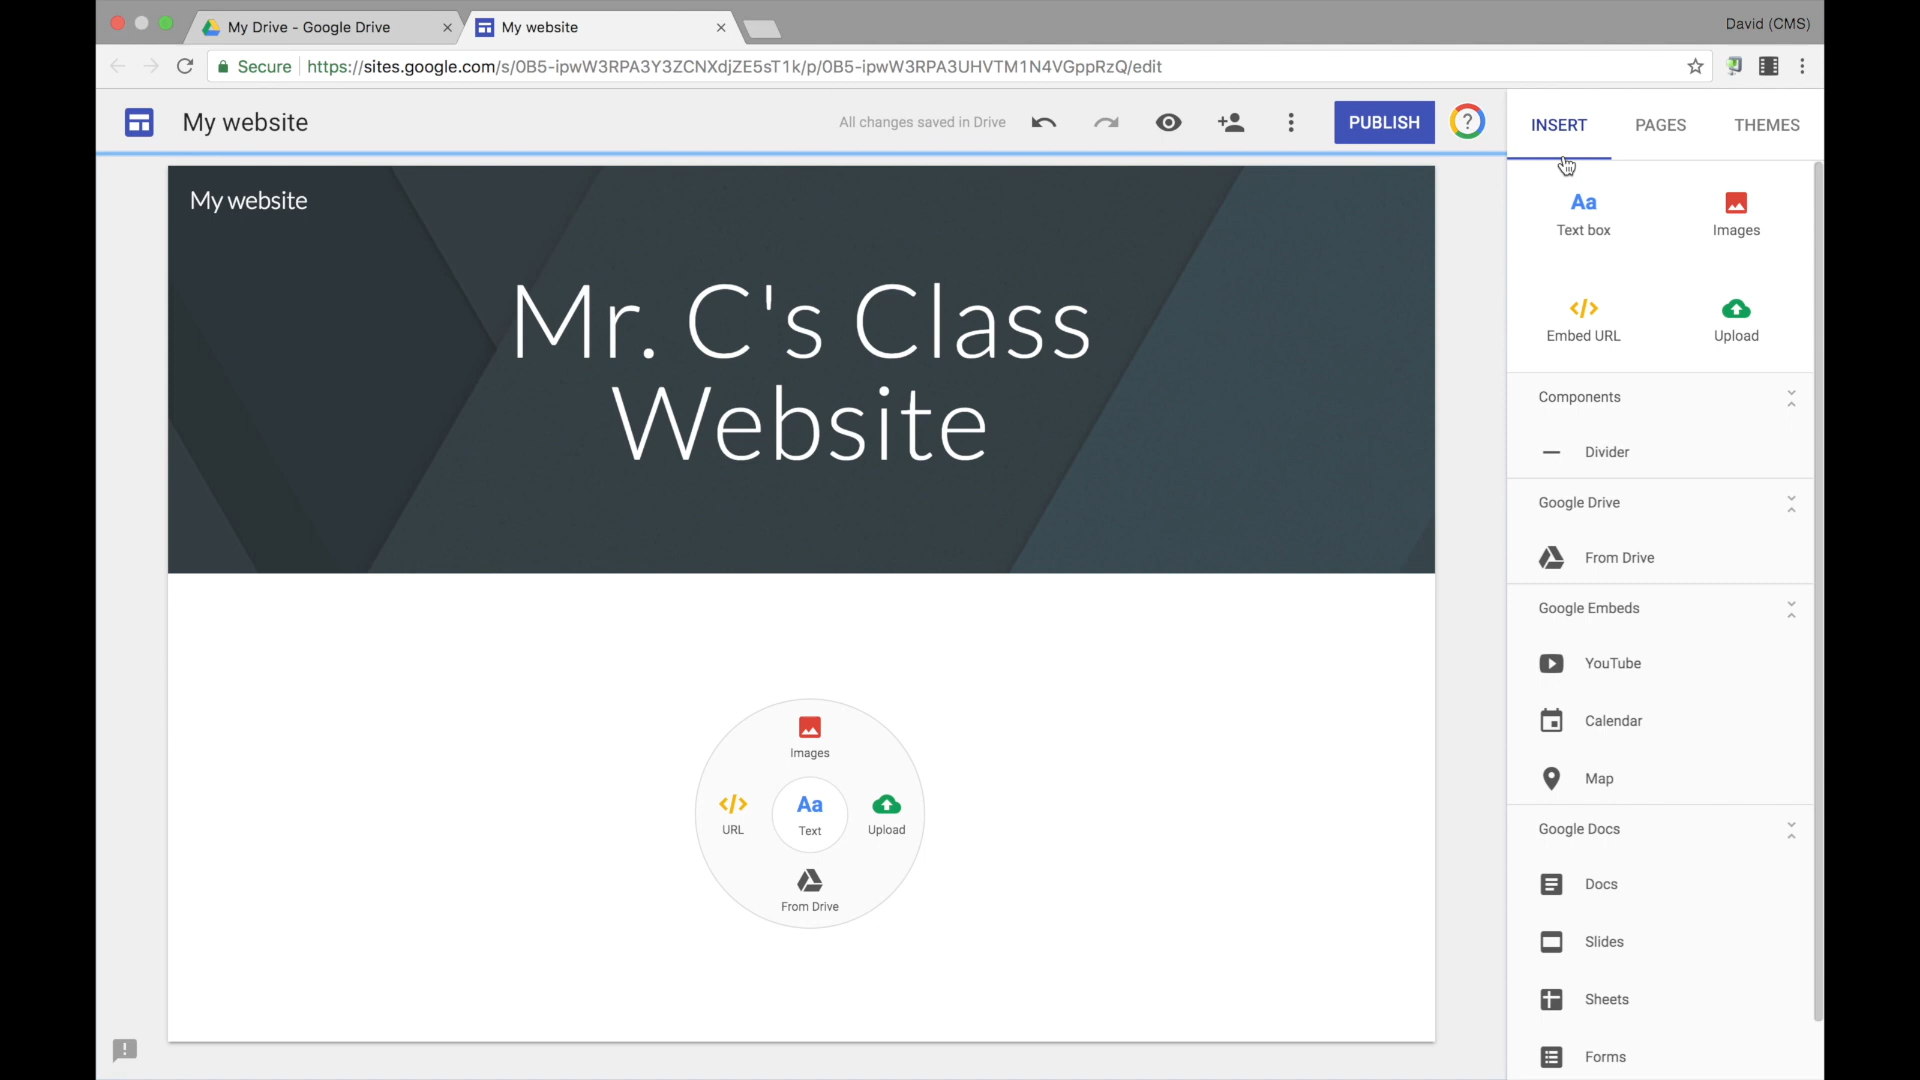 My Drive - Google Drive
My website
David (CMS)
Secure
https://sites.google.com/s/0B5-ipwW3RPA3Y3ZCNXdjZE5sT1k/p/0B5-ipwW3RPA3UHVTM1N4VGppRzQ/edit
My website
All changes saved in Drive
PUBLISH
?
INSERT
PAGES
THEMES
My website
Mr. C's Class
Website
Aa
Text box
Images
Embed URL
Upload
Components
Divider
Google Drive
From Drive
Google Embeds
YouTube
Calendar
Map
Google Docs
Docs
Slides
Sheets
Forms
Images
URL
Aa
Text
Upload
From Drive